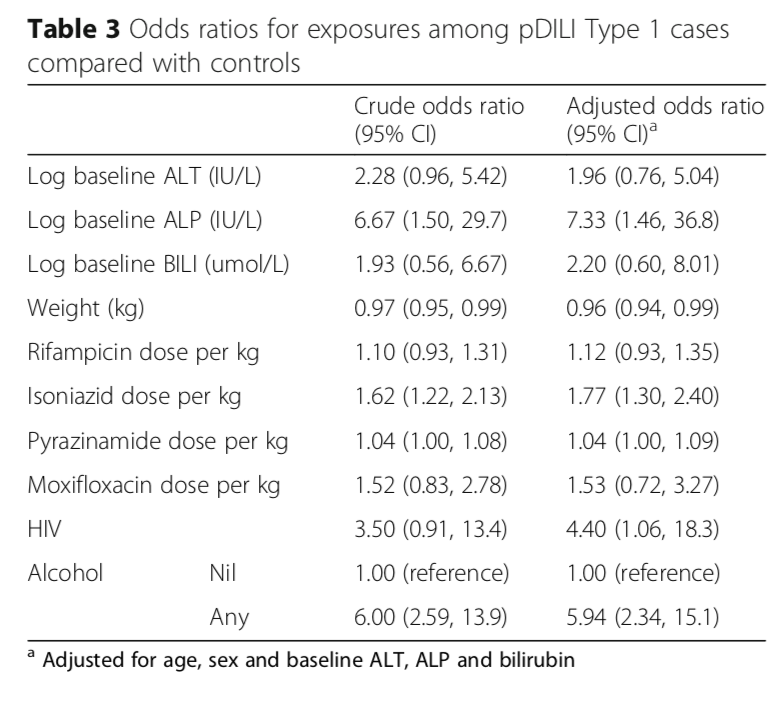 Table 3 Odds ratios for exposures among pDILI Type 1 cases
compared with controls
Crude odds ratio Adjusted odds ratio
(95% CI) (95% CI)a
Log baseline ALT (IU/L) 2.28 (0.96, 5.42) 1.96 (0.76, 5.04)
Log baseline ALP (IU/L) 6.67 (1.50, 29.7) 7.33 (1.46, 36.8)
Log baseline BILI (umol/L) 1.93 (0.56, 6.67) 2.20 (0.60, 8.01)
Weight (kg) 0.97 (0.95, 0.99) 0.96 (0.94, 0.99)
Rifampicin dose per kg 1.10 (0.93, 1.31) 1.12 (0.93, 1.35)
Isoniazid dose per kg 1.62 (1.22, 2.13) 1.77 (1.30, 2.40)
Pyrazinamide dose per kg 1.04 (1.00, 1.08) 1.04 (1.00, 1.09)
Moxifloxacin dose per kg 1.52 (0.83, 2.78) 1.53 (0.72, 3.27)
HIV 3.50 (0.91, 13.4) 4.40 (1.06, 18.3)
Alcohol Nil 1.00 (reference) 1.00 (reference)
Any 6.00 (2.59, 13.9) 5.94 (2.34, 15.1)
a Adjusted for age, sex and baseline ALT, ALP and bilirubin